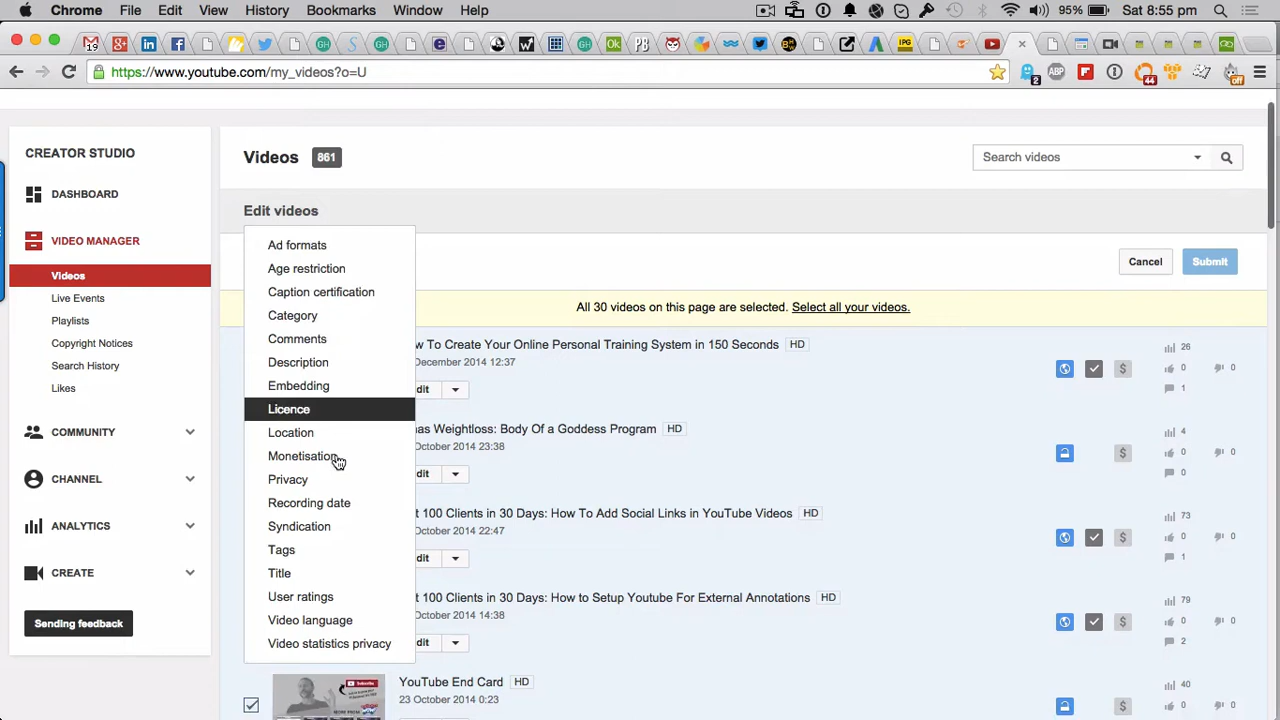 Chrome File Edit View History Bookmarks Window Help 95% Sat 8:55 pm
https://www.youtube.com/my_videos?o=U
CREATOR STUDIO
DASHBOARD
VIDEO MANAGER
Videos
Live Events
Playlists
Copyright Notices
Search History
Likes
COMMUNITY
CHANNEL
ANALYTICS
CREATE
Sending feedback
Videos 861
Search videos
Edit videos
Ad formats
Age restriction
Caption certification
Category
Comments
Description
Embedding
Licence
Location
Monetisation
Privacy
Recording date
Syndication
Tags
Title
User ratings
Video language
Video statistics privacy
Cancel Submit
All 30 videos on this page are selected. Select all your videos.
w To Create Your Online Personal Training System in 150 Seconds HD
December 2014 12:37
dit
26
0 0
1
as Weightloss: Body Of a Goddess Program HD
October 2014 23:38
dit
4
0 0
0
t 100 Clients in 30 Days: How To Add Social Links in YouTube Videos HD
October 2014 22:47
dit
73
0 0
1
t 100 Clients in 30 Days: How to Setup Youtube For External Annotations HD
October 2014 14:38
dit
79
0 0
2
YouTube End Card HD
23 October 2014 0:23
40
0 0